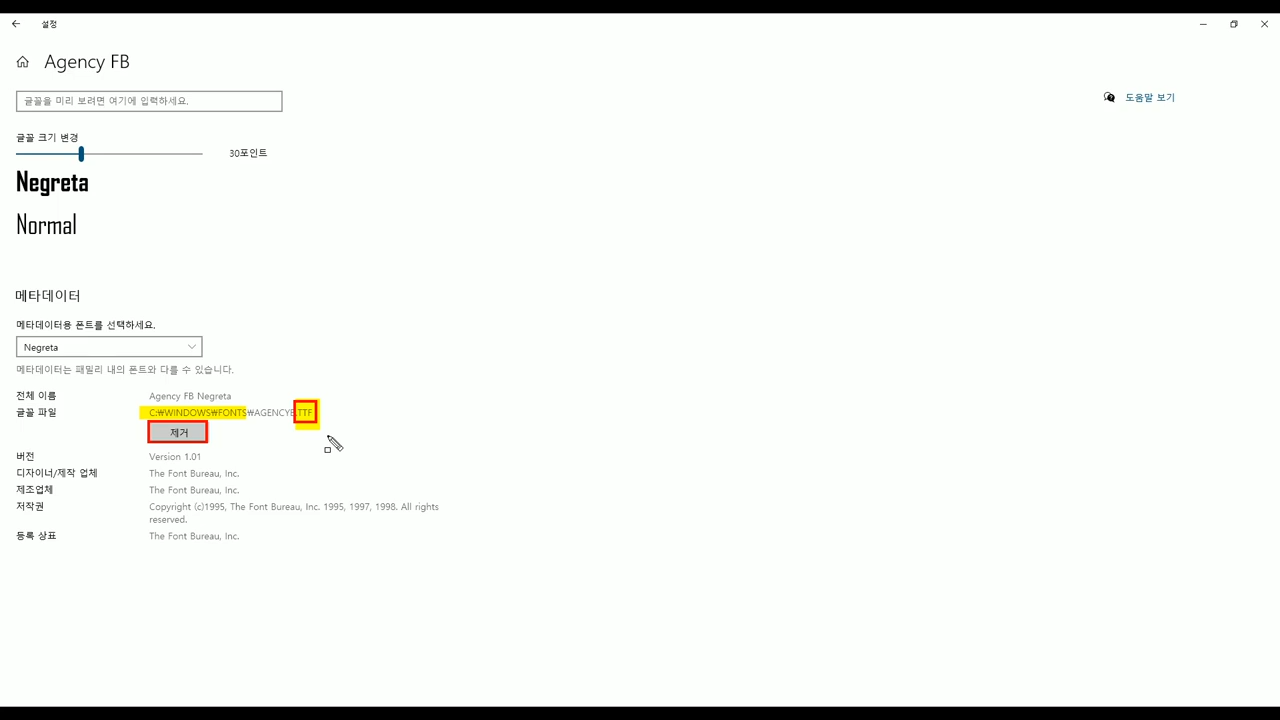 설정
Agency FB
글꼴을 미리 보려면 여기에 입력하세요.
도움말 보기
글꼴 크기 변경
30포인트
Negreta
Normal
메타데이터
메타데이터용 폰트를 선택하세요.
Negreta
메타데이터는 패밀리 내의 폰트와 다를 수 있습니다.
전체 이름 Agency FB Negreta
글꼴 파일 C:₩WINDOWS₩FONTS₩AGENCYB.TTF
제거
버전 Version 1.01
디자이너/제작 업체 The Font Bureau, Inc.
제조업체 The Font Bureau, Inc.
저작권 Copyright (c)1995, The Font Bureau, Inc. 1995, 1997, 1998. All rights
reserved.
등록 상표 The Font Bureau, Inc.